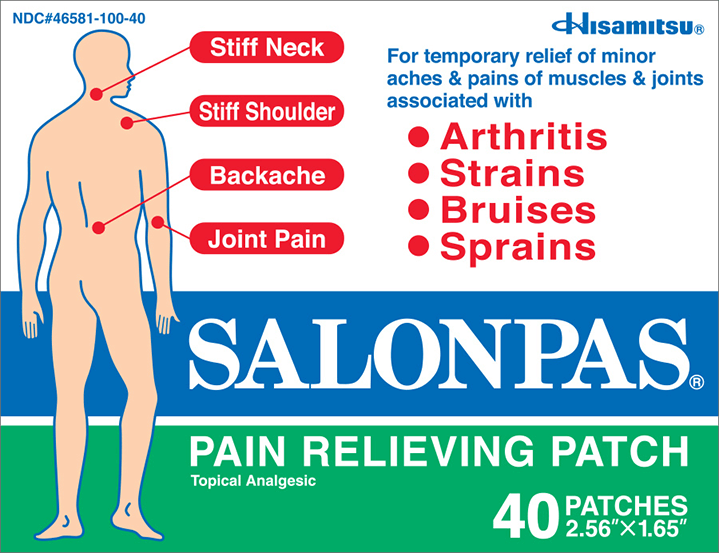 NDC#46581-100-40
Hisamitsu®
Stiff Neck
Stiff Shoulder
Backache
Joint Pain
For temporary relief of minor
aches & pains of muscles & joints
associated with
● Arthritis
● Strains
● Bruises
● Sprains
SALONPAS®
PAIN RELIEVING PATCH
Topical Analgesic
40 PATCHES
2.56″×1.65″